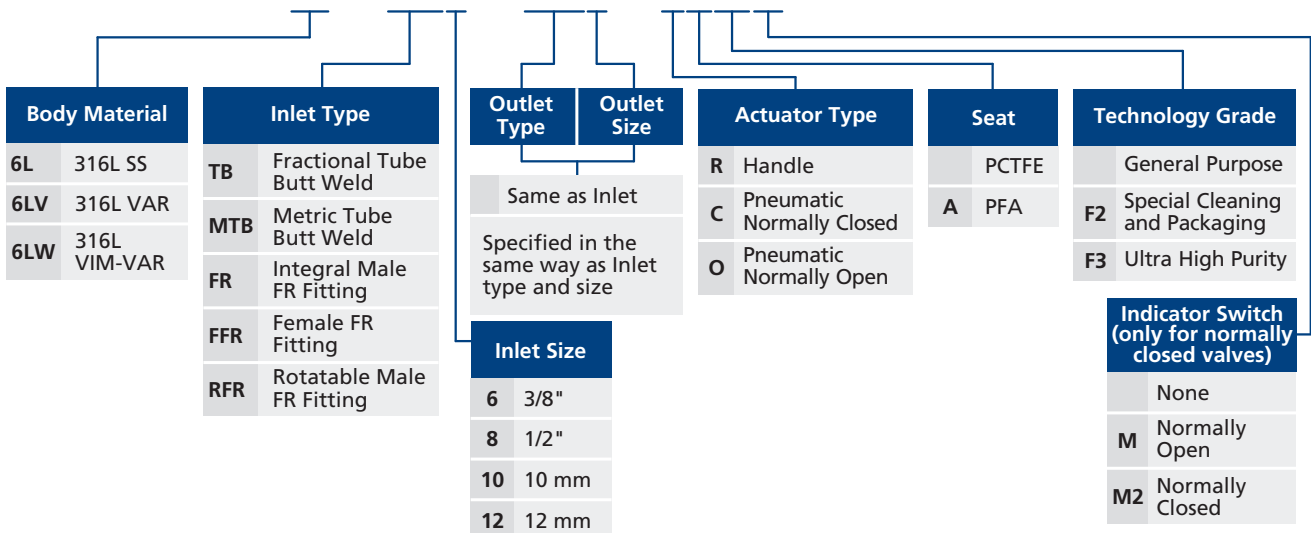 Body Material
6L 316L SS
6LV 316L VAR
6LW 316L
VIM-VAR
Inlet Type
TB Fractional Tube
Butt Weld
MTB Metric Tube
Butt Weld
FR Integral Male
FR Fitting
FFR Female FR
Fitting
RFR Rotatable Male
FR Fitting
Outlet
Type
Outlet
Size
Same as Inlet
Specified in the
same way as Inlet
type and size
Inlet Size
6 3/8"
8 1/2"
10 10 mm
12 12 mm
Actuator Type
R Handle
C Pneumatic
Normally Closed
O Pneumatic
Normally Open
Seat
PCTFE
A PFA
Technology Grade
General Purpose
F2 Special Cleaning
and Packaging
F3 Ultra High Purity
Indicator Switch
(only for normally
closed valves)
None
M Normally
Open
M2 Normally
Closed